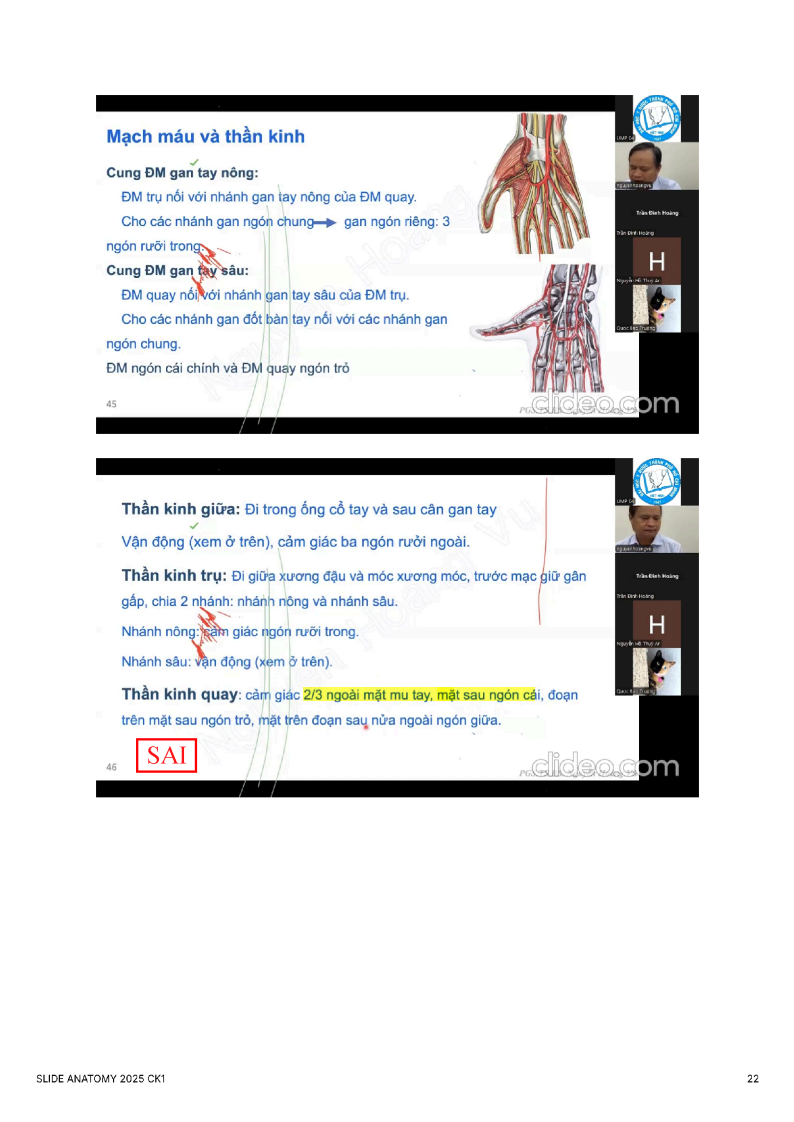 Mạch máu và thần kinh
Cung ĐM gan tay nông:
ĐM trụ nối với nhánh gan tay nông của ĐM quay.
Cho các nhánh gan ngón chung gan ngón riêng: 3
ngón rưỡi trong.
Cung ĐM gan tay sâu:
ĐM quay nối với nhánh gan tay sâu của ĐM trụ.
Cho các nhánh gan đốt bàn tay nối với các nhánh gan
ngón chung.
ĐM ngón cái chính và ĐM quay ngón trỏ
45
clideo.com
Trần Đình Hoàng
Trần Đình Hoàng
H
Thần kinh giữa: Đi trong ống cổ tay và sau cân gan tay
Vận động (xem ở trên), cảm giác ba ngón rưởi ngoài.
Thần kinh trụ: Đi giữa xương đậu và móc xương móc, trước mạc giữ gân
gấp, chia 2 nhánh: nhánh nông và nhánh sâu.
Nhánh nông: cảm giác ngón rưỡi trong.
Nhánh sâu: vận động (xem ở trên).
Thần kinh quay: cảm giác 2/3 ngoài mặt mu tay, mặt sau ngón cái, đoạn
trên mặt sau ngón trỏ, mặt trên đoạn sau nửa ngoài ngón giữa.
SAI
46
clideo.com
Trần Đình Hoàng
Trần Đình Hoàng
H
SLIDE ANATOMY 2025 CK1
22